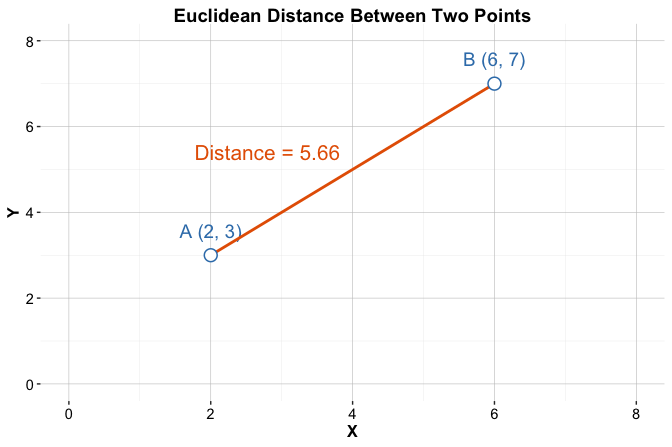 Euclidean Distance Between Two Points
8
B (6, 7)
6
Distance = 5.66
Y
4
A (2, 3)
2
0
0 2 4 6 8
X